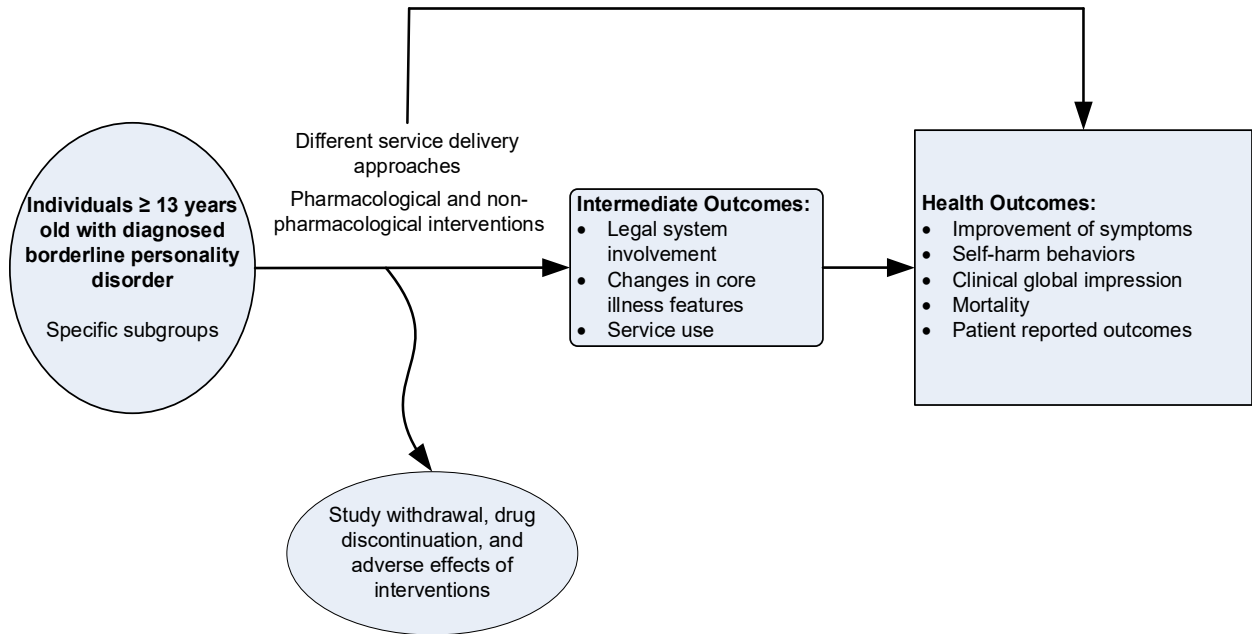 Individuals ≥ 13 years
old with diagnosed
borderline personality
disorder
Specific subgroups
Different service delivery
approaches
Pharmacological and non-
pharmacological interventions
Intermediate Outcomes:
• Legal system
involvement
• Changes in core
illness features
• Service use
Health Outcomes:
• Improvement of symptoms
• Self-harm behaviors
• Clinical global impression
• Mortality
• Patient reported outcomes
Study withdrawal, drug
discontinuation, and
adverse effects of
interventions